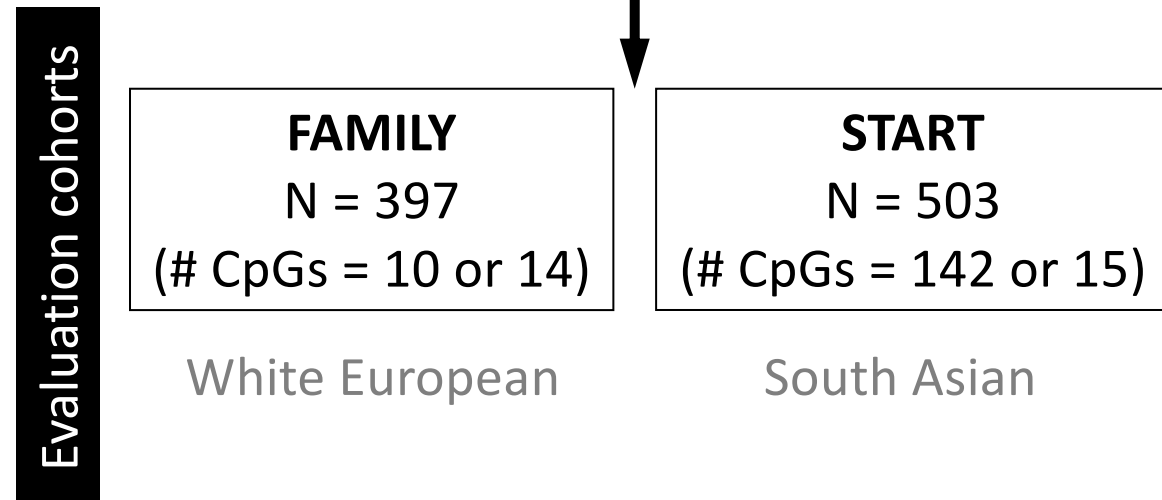 Evaluation cohorts
FAMILY
N = 397
(# CpGs = 10 or 14)
White European
START
N = 503
(# CpGs = 142 or 15)
South Asian